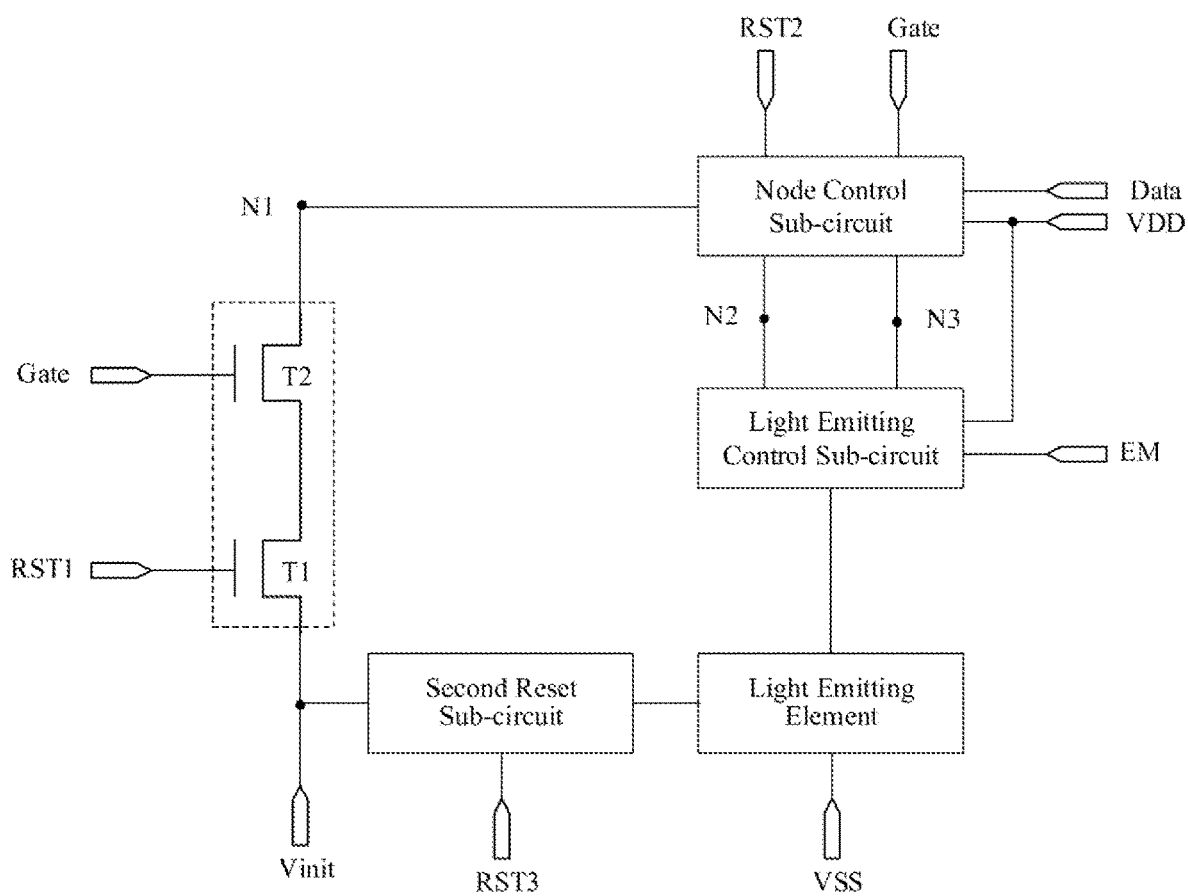 RST2
Gate
Node Control
Sub-circuit
Data
VDD
N1
N2
N3
Gate
T2
Light Emitting
Control Sub-circuit
EM
RST1
T1
Second Reset
Sub-circuit
Light Emitting
Element
Vinit
RST3
VSS